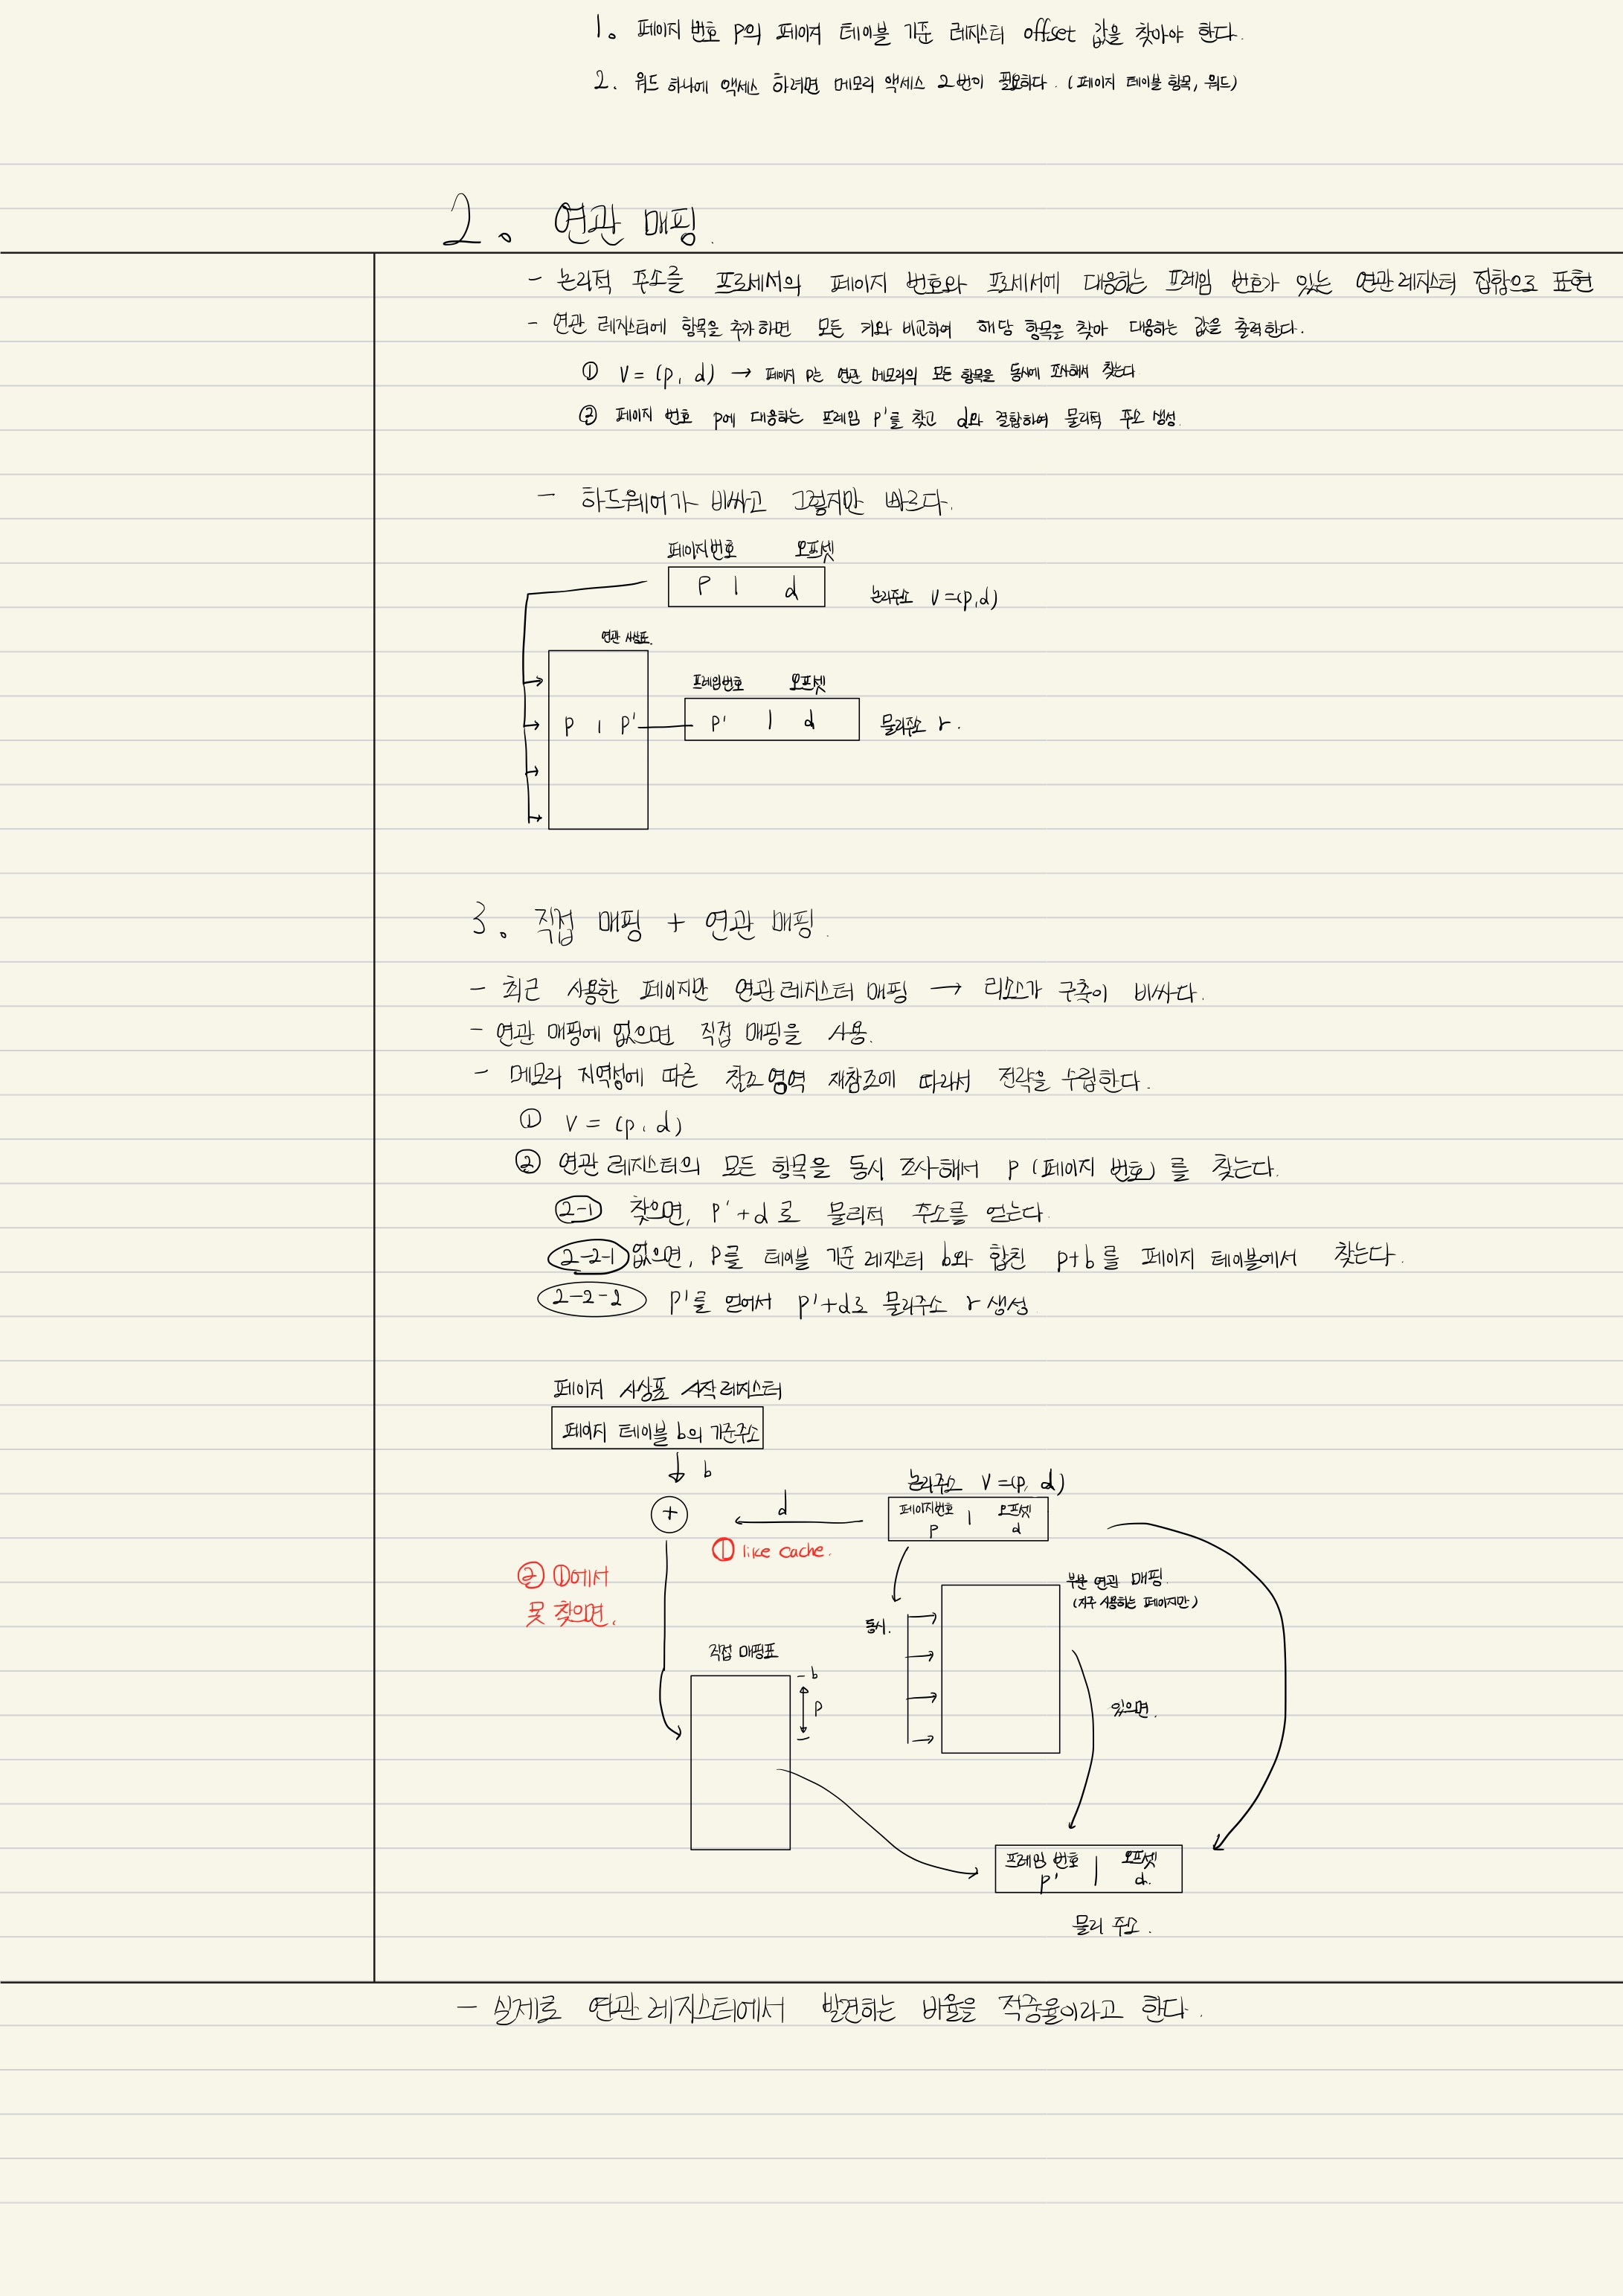 1. 페이지 번호 p의 페이지 테이블 기준 레지스터 offset 값을 찾아야 한다.
2. 워드 하나에 액세스 하려면 메모리 액세스 2번이 필요하다. (페이지 테이블 항목, 워드)
2. 연관 매핑.
- 논리적 주소를 프로세서의 페이지 번호와 프로세서에 대응하는 프레임 번호가 있는 연관 레지스터 집합으로 표현
- 연관 레지스터에 항목을 추가하면 모든 키와 비교하여 해당 항목을 찾아 대응하는 값을 출력한다.
① V = (p, d) → 페이지 p는 연관 메모리의 모든 항목을 동시에 조사해서 찾는다
② 페이지 번호 p에 대응하는 프레임 p'를 찾고 d와 결합하여 물리적 주소 생성.
- 하드웨어가 비싸고 그렇지만 빠르다.
페이지번호 오프셋
P | d
논리주소 V=(p,d)
연관 사상표.
프레임번호 오프셋
P | P'
p' | d
물리주소 r.
3. 직접 매핑 + 연관 매핑.
- 최근 사용한 페이지만 연관 레지스터 매핑 → 리소스가 구축이 비싸다.
- 연관 매핑에 없으면 직접 매핑을 사용.
- 메모리 지역성에 따른 참조 영역 재참조에 따라서 전략을 수립한다.
① V = (p, d)
② 연관 레지스터의 모든 항목을 동시 조사해서 p (페이지 번호)를 찾는다.
2-1 찾으면, P'+d로 물리적 주소를 얻는다.
2-2-1 없으면, P를 테이블 기준 레지스터 b와 합친 p+b를 페이지 테이블에서 찾는다.
2-2-2 P'를 얻어서 p'+d로 물리주소 r 생성
페이지 사상표 시작 레지스터
페이지 테이블 b의 기준주소
b
논리주소 V=(p, d)
+
d
페이지번호 | 오프셋
p d
① like cache.
② ①에서
못 찾으면.
부분 연관 매핑.
(자주 사용하는 페이지만)
동시.
직접 매핑표
b
p
있으면.
프레임 번호 | 오프셋
p' d.
물리 주소.
- 실제로 연관 레지스터에서 발견하는 비율을 적중율이라고 한다.